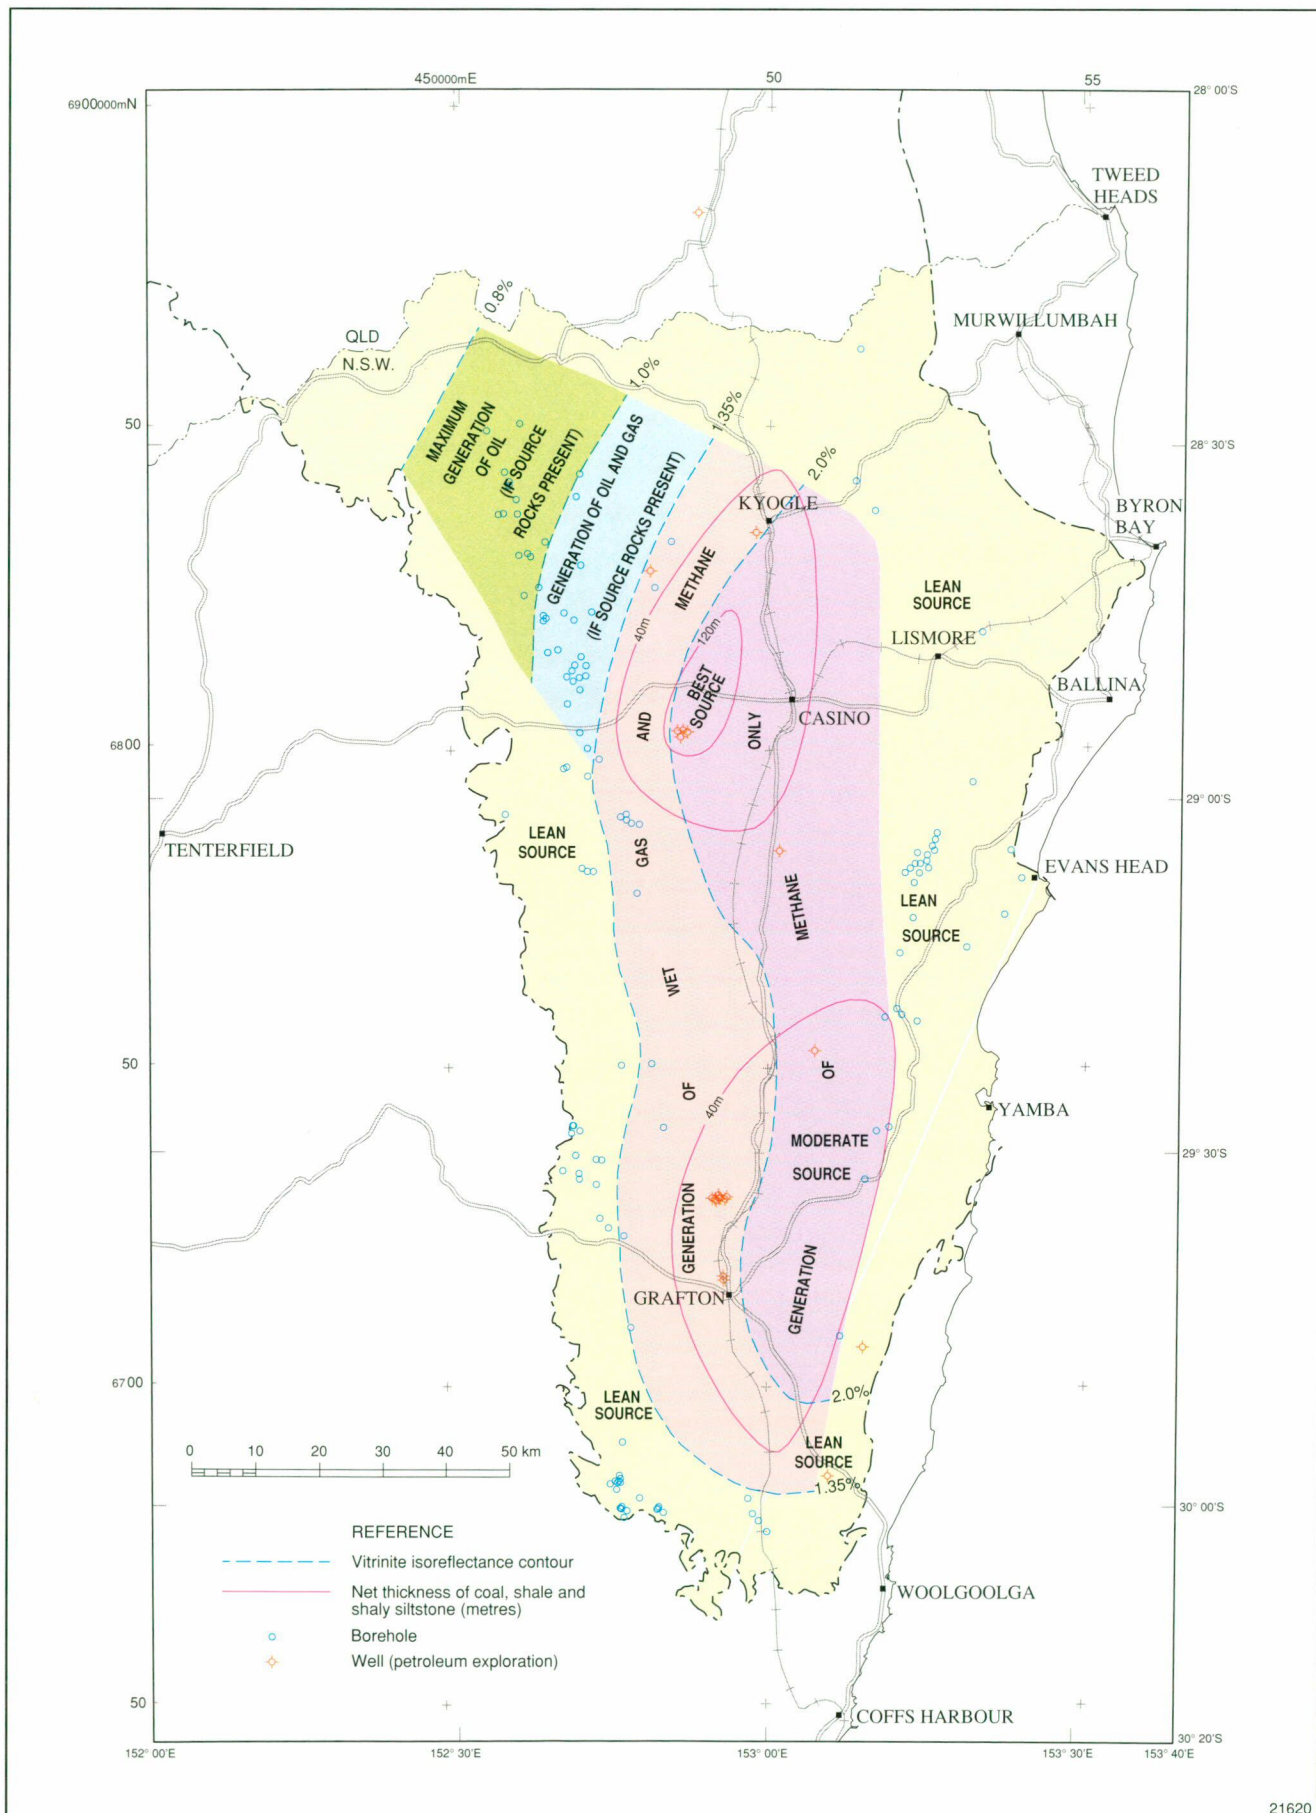 450000mE
50
55
6900000mN
28° 00'S
TWEED
HEADS
0.8%
MURWILLUMBAH
QLD
N.S.W.
1.0%
1.35%
50
28° 30'S
MAXIMUM
GENERATION
OF OIL
(IF SOURCE
ROCKS PRESENT)
GENERATION OF OIL AND GAS
(IF SOURCE ROCKS PRESENT)
2.0%
KYOGLE
BYRON
BAY
METHANE
LEAN
SOURCE
40m
120m
LISMORE
BEST
SOURCE
BALLINA
CASINO
AND
ONLY
6800
29° 00'S
TENTERFIELD
LEAN
SOURCE
GAS
EVANS HEAD
METHANE
LEAN
SOURCE
WET
50
OF
OF
40m
YAMBA
MODERATE
SOURCE
29° 30'S
GENERATION
GENERATION
GRAFTON
6700
2.0%
LEAN
SOURCE
LEAN
SOURCE
0 10 20 30 40 50 km
1.35%
30° 00'S
REFERENCE
Vitrinite isoreflectance contour
Net thickness of coal, shale and
shaly siltstone (metres)
Borehole
Well (petroleum exploration)
WOOLGOOLGA
50
COFFS HARBOUR
30° 20'S
152° 00'E
152° 30'E
153° 00'E
153° 30'E
153° 40'E
21620